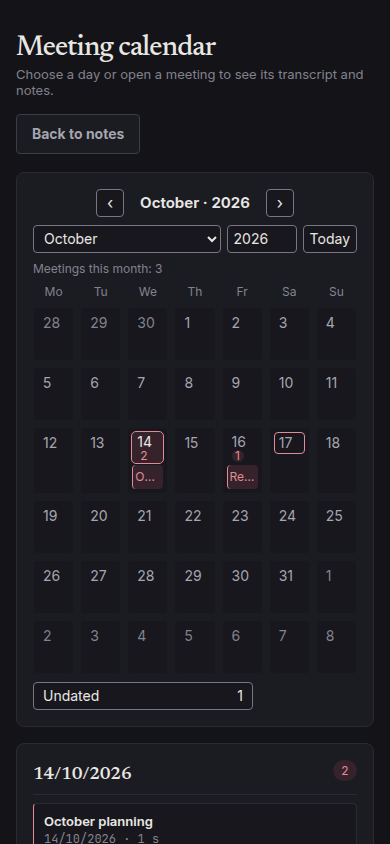 Meeting calendar
Choose a day or open a meeting to see its transcript and
notes.
Back to notes
‹ October · 2026 ›
October 2026 Today
Meetings this month: 3
Mo Tu We Th Fr Sa Su
28 29 30 1 2 3 4
5 6 7 8 9 10 11
12 13 14 15 16 17 18
2 1
O... Re...
19 20 21 22 23 24 25
26 27 28 29 30 31 1
2 3 4 5 6 7 8
Undated 1
14/10/2026 2
October planning
14/10/2026 · 1 s